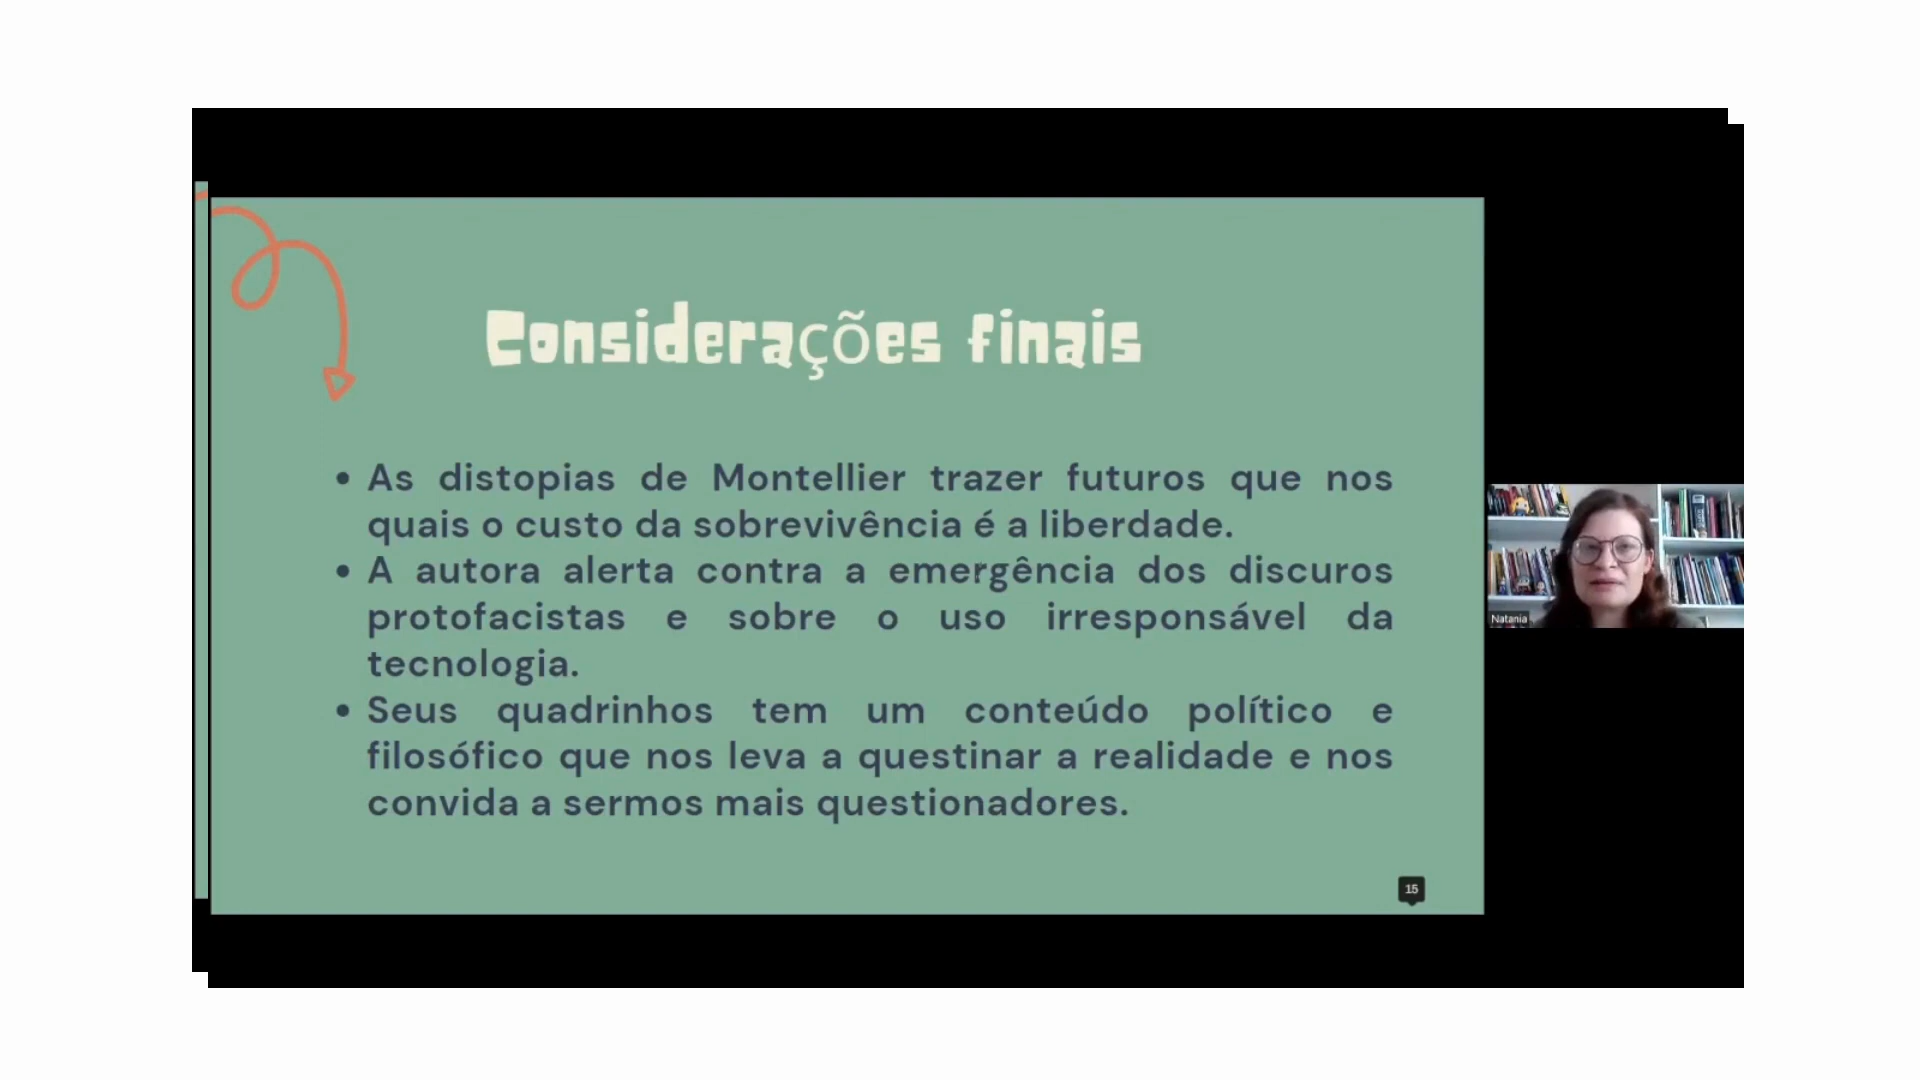 Considerações finais
• As distopias de Montellier trazer futuros que nos
quais o custo da sobrevivência é a liberdade.
• A autora alerta contra a emergência dos discuros
protofacistas e sobre o uso irresponsável da
tecnologia.
• Seus quadrinhos tem um conteúdo político e
filosófico que nos leva a questinar a realidade e nos
convida a sermos mais questionadores.
15
Natania